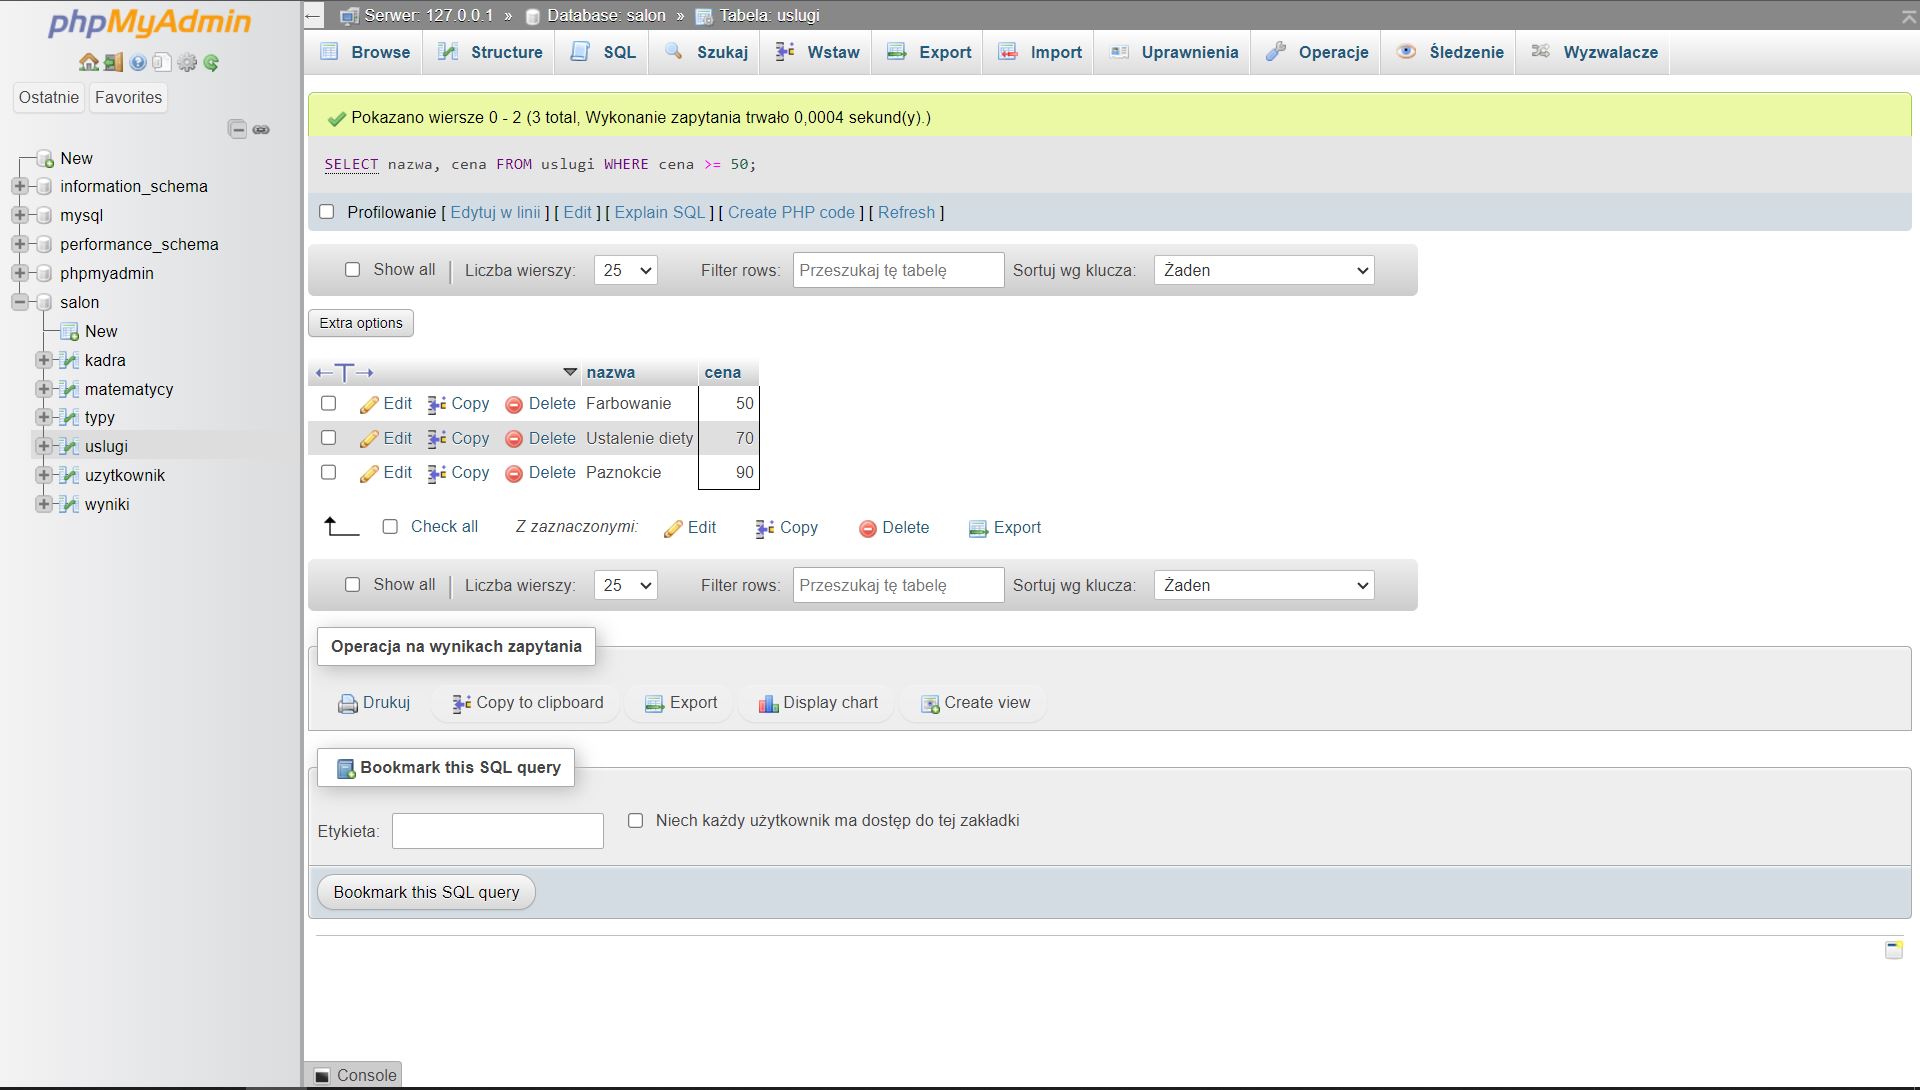 phpMyAdmin
Ostatnie Favorites
New
information_schema
mysql
performance_schema
phpmyadmin
salon
New
kadra
matematycy
typy
uslugi
uzytkownik
wyniki
Serwer: 127.0.0.1 » Database: salon » Tabela: uslugi
Browse Structure SQL Szukaj Wstaw Export Import Uprawnienia Operacje Śledzenie Wyzwalacze
Pokazano wiersze 0 - 2 (3 total, Wykonanie zapytania trwało 0,0004 sekund(y).)
SELECT nazwa, cena FROM uslugi WHERE cena >= 50;
Profilowanie [ Edytuj w linii ] [ Edit ] [ Explain SQL ] [ Create PHP code ] [ Refresh ]
Show all | Liczba wierszy: 25 Filter rows: Przeszukaj tę tabelę Sortuj wg klucza: Żaden
Extra options
←T→ nazwa cena
Edit Copy Delete Farbowanie 50
Edit Copy Delete Ustalenie diety 70
Edit Copy Delete Paznokcie 90
Check all Z zaznaczonymi: Edit Copy Delete Export
Show all | Liczba wierszy: 25 Filter rows: Przeszukaj tę tabelę Sortuj wg klucza: Żaden
Operacja na wynikach zapytania
Drukuj Copy to clipboard Export Display chart Create view
Bookmark this SQL query
Etykieta: Niech każdy użytkownik ma dostęp do tej zakładki
Bookmark this SQL query
Console